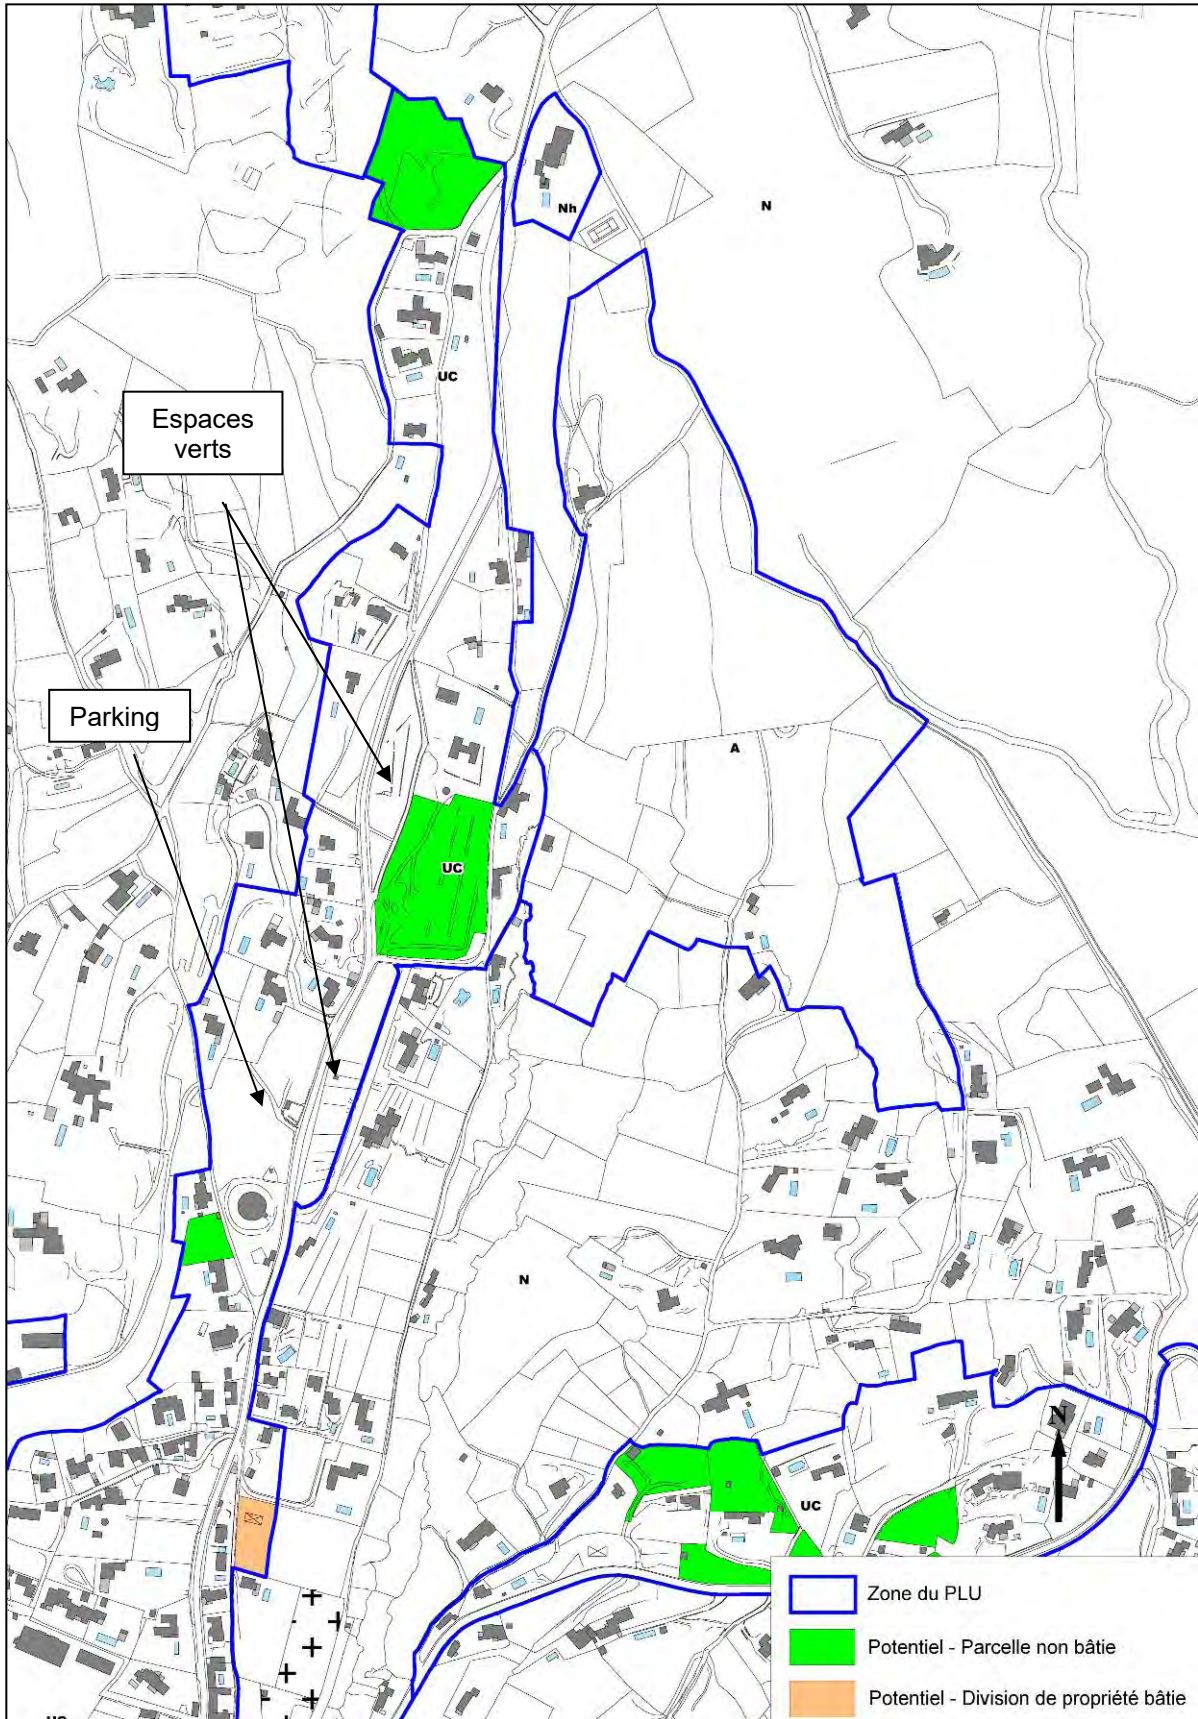 Nh
N
UC
Espaces
verts
Parking
A
UC
N
N
UC
Zone du PLU
Potentiel - Parcelle non bâtie
Potentiel - Division de propriété bâtie